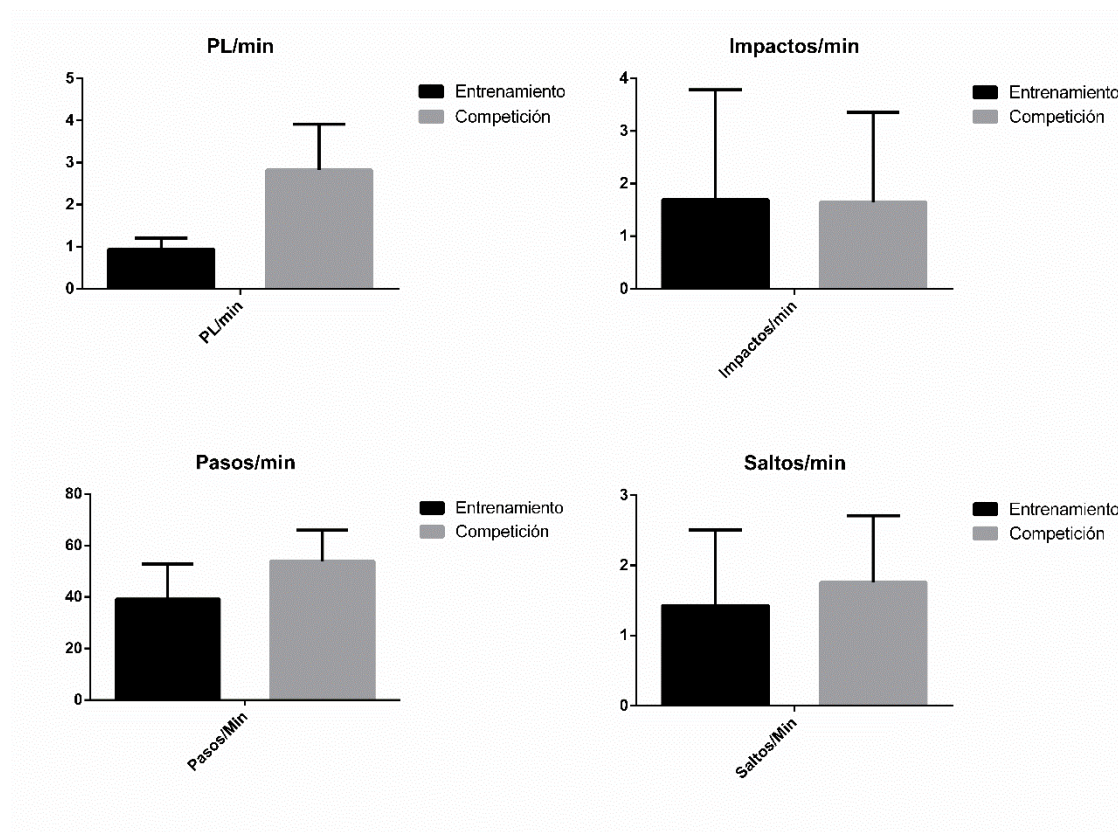 PL/min
5
4
3
2
1
0
PL/min
Entrenamiento
Competición
Impactos/min
4
3
2
1
0
Impactos/min
Entrenamiento
Competición
Pasos/min
80
60
40
20
0
Pasos/Min
Entrenamiento
Competición
Saltos/min
3
2
1
0
Saltos/Min
Entrenamiento
Competición